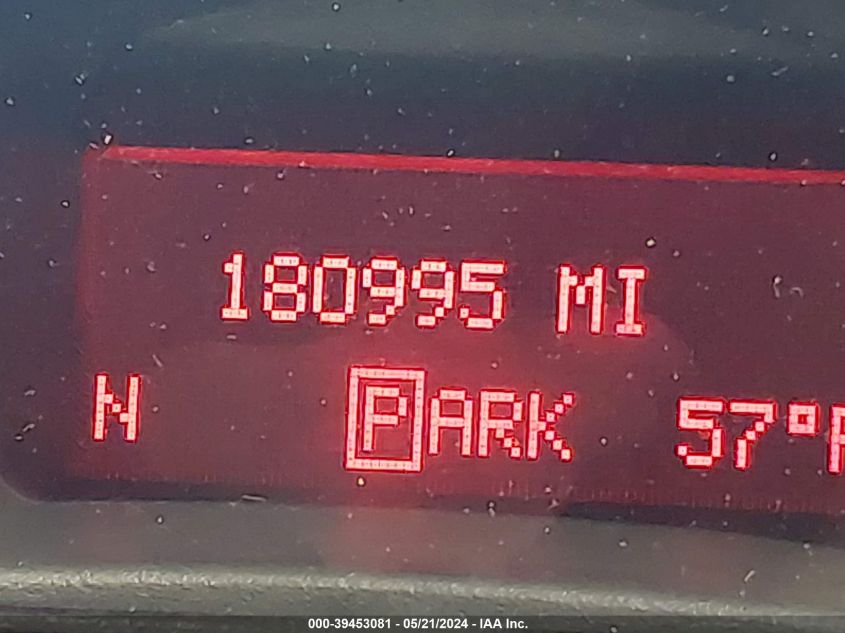 180995 MI
N PARK 57°F
000-39453081 - 05/21/2024 - IAA Inc.